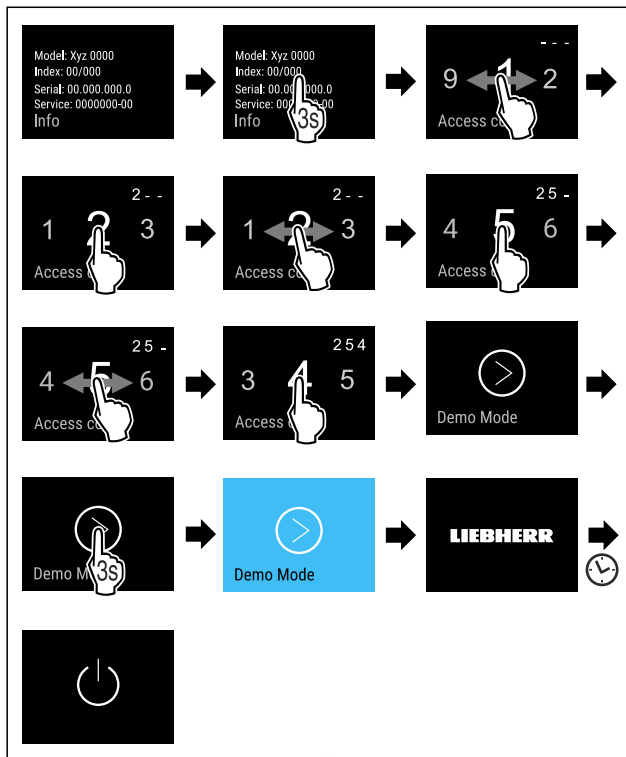 Model: Xyz 0000
Index: 00/000
Serial: 00.000.000.0
Service: 0000000-00
Info
Model: Xyz 0000
Index: 00/000
Serial: 00.000.0
Service: 00 -00
Info
3s
- - -
9 1 2
Access co
2 - -
1 2 3
Access
2 - -
1 2 3
Access co
2 5 -
4 5 6
Access
2 5 -
4 5 6
Access co
2 5 4
3 4 5
Access
Demo Mode
Demo M
3s
Demo Mode
LIEBHERR